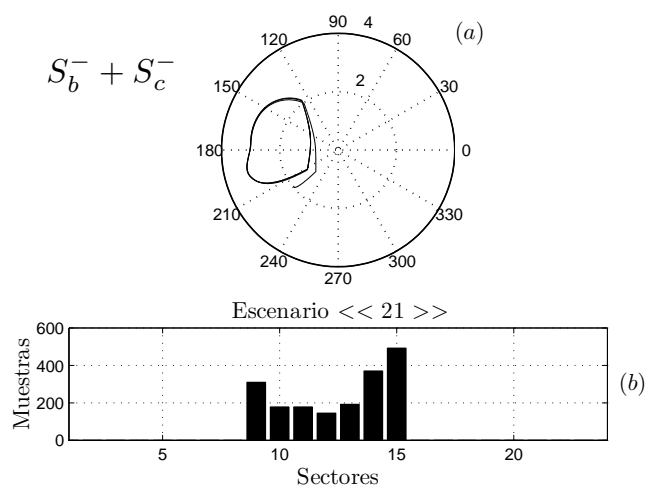 90 4
120 60
(a)
S_b^- + S_c^-
150 2 30
180 0
210 330
240 300
270
Escenario << 21 >>
600
400
200
0
Muestras
(b)
5 10 15 20
Sectores